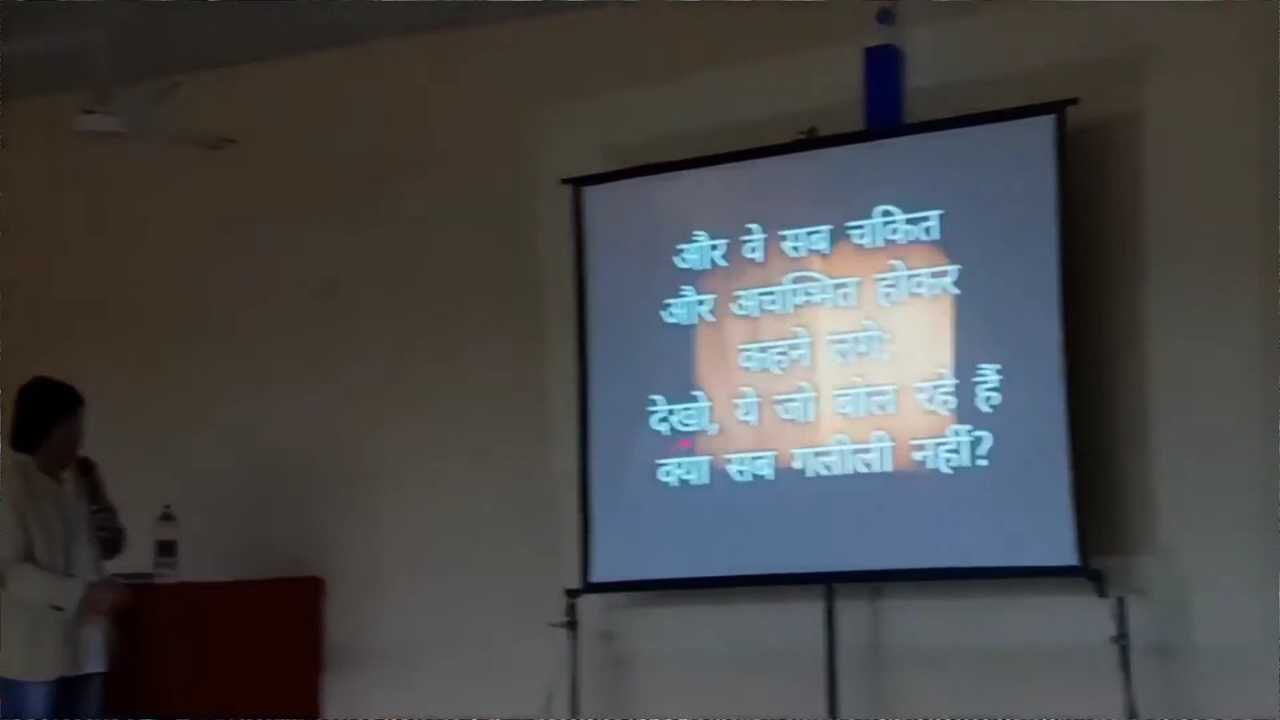 और वे सब चकित
और अचम्भित होकर
कहने लगे:
देखो, ये जो बोल रहे हैं
क्या सब गलीली नहीं?